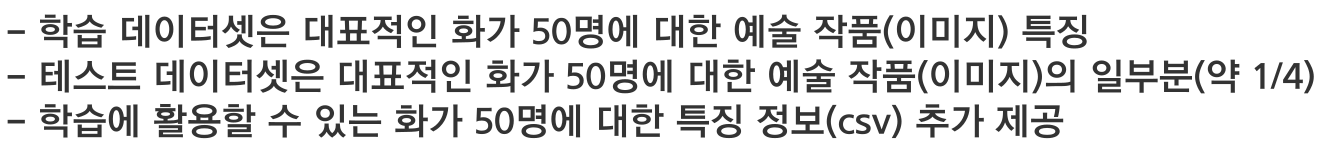 – 학습 데이터셋은 대표적인 화가 50명에 대한 예술 작품(이미지) 특징
– 테스트 데이터셋은 대표적인 화가 50명에 대한 예술 작품(이미지)의 일부분(약 1/4)
– 학습에 활용할 수 있는 화가 50명에 대한 특징 정보(csv) 추가 제공